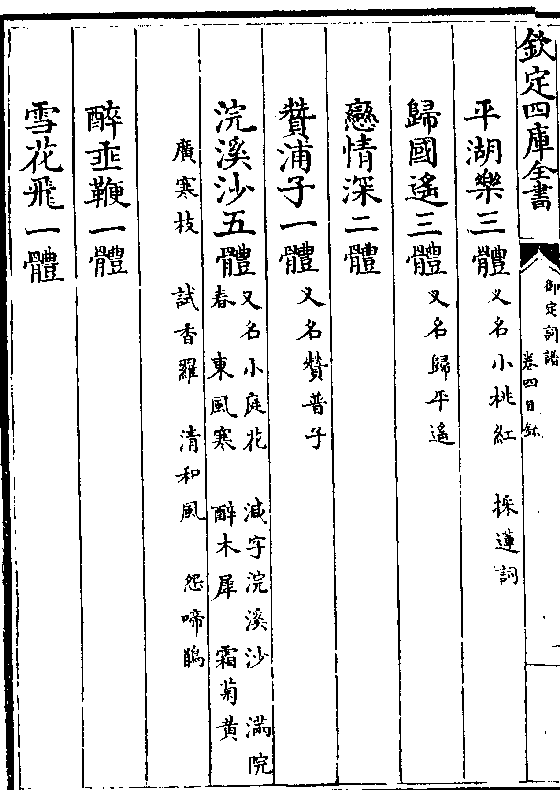 欽定四庫全書
御定詞譜
卷四目錄
平湖樂三體 又名小桃紅 採蓮詞
歸國遙三體 又名歸平遙
戀情深二體
贊浦子一體 又名贊普子
浣溪沙五體 又名小庭花 減字浣溪沙 滿院
春 東風寒 醉木犀 霜菊黃
廣寒枝 試香羅 清和風 怨啼鵑
醉垂鞭一體
雪花飛一體